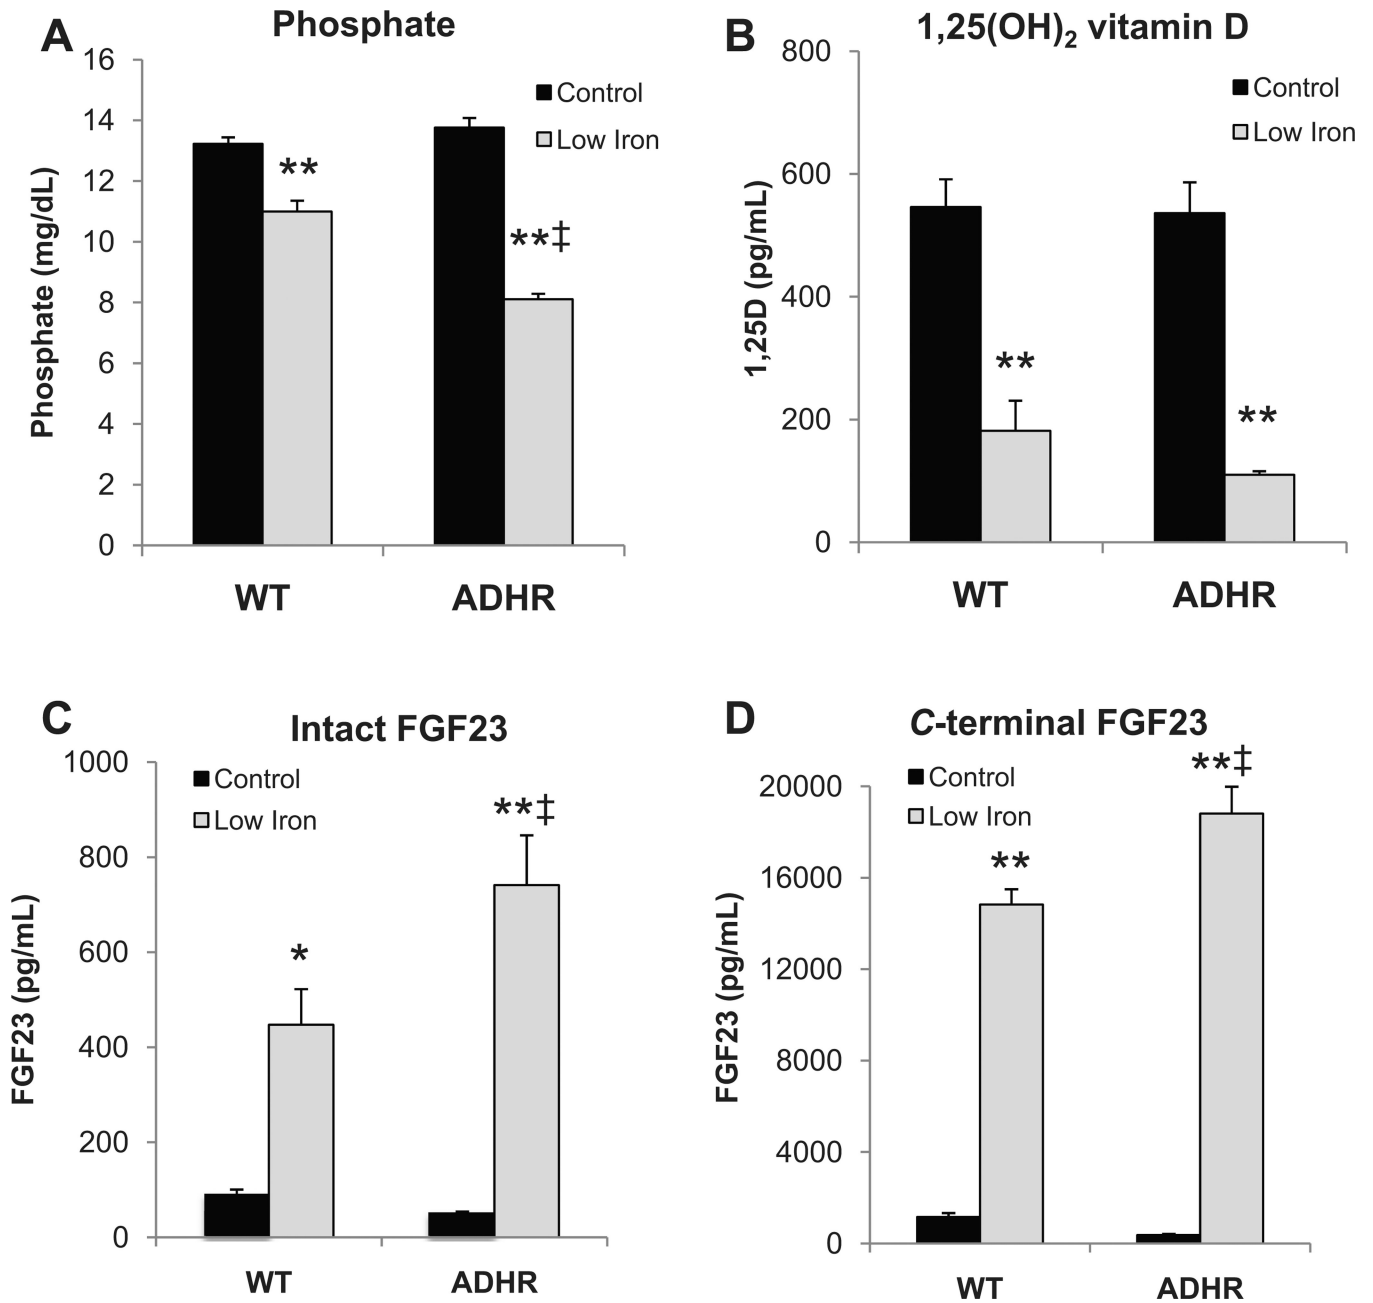 A
Phosphate
Phosphate (mg/dL)
16
14
12
10
8
6
4
2
0
Control
Low Iron
**
**‡
WT
ADHR
B
1,25(OH)₂ vitamin D
1,25D (pg/mL)
800
600
400
200
0
Control
Low Iron
**
**
WT
ADHR
C
Intact FGF23
FGF23 (pg/mL)
1000
800
600
400
200
0
Control
Low Iron
*
**‡
WT
ADHR
D
C-terminal FGF23
FGF23 (pg/mL)
20000
16000
12000
8000
4000
0
Control
Low Iron
**
**‡
WT
ADHR